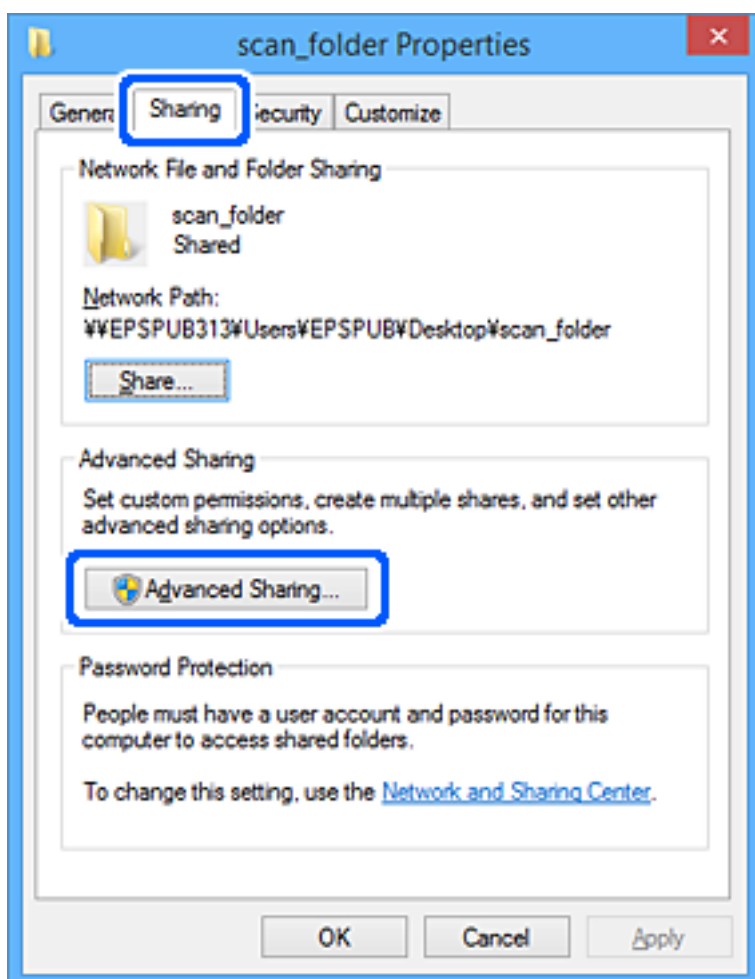 scan_folder Properties
General Sharing Security Customize
Network File and Folder Sharing
scan_folder
Shared
Network Path:
¥¥EPSPUB313¥Users¥EPSPUB¥Desktop¥scan_folder
Share...
Advanced Sharing
Set custom permissions, create multiple shares, and set other
advanced sharing options.
Advanced Sharing...
Password Protection
People must have a user account and password for this
computer to access shared folders.
To change this setting, use the Network and Sharing Center.
OK Cancel Apply